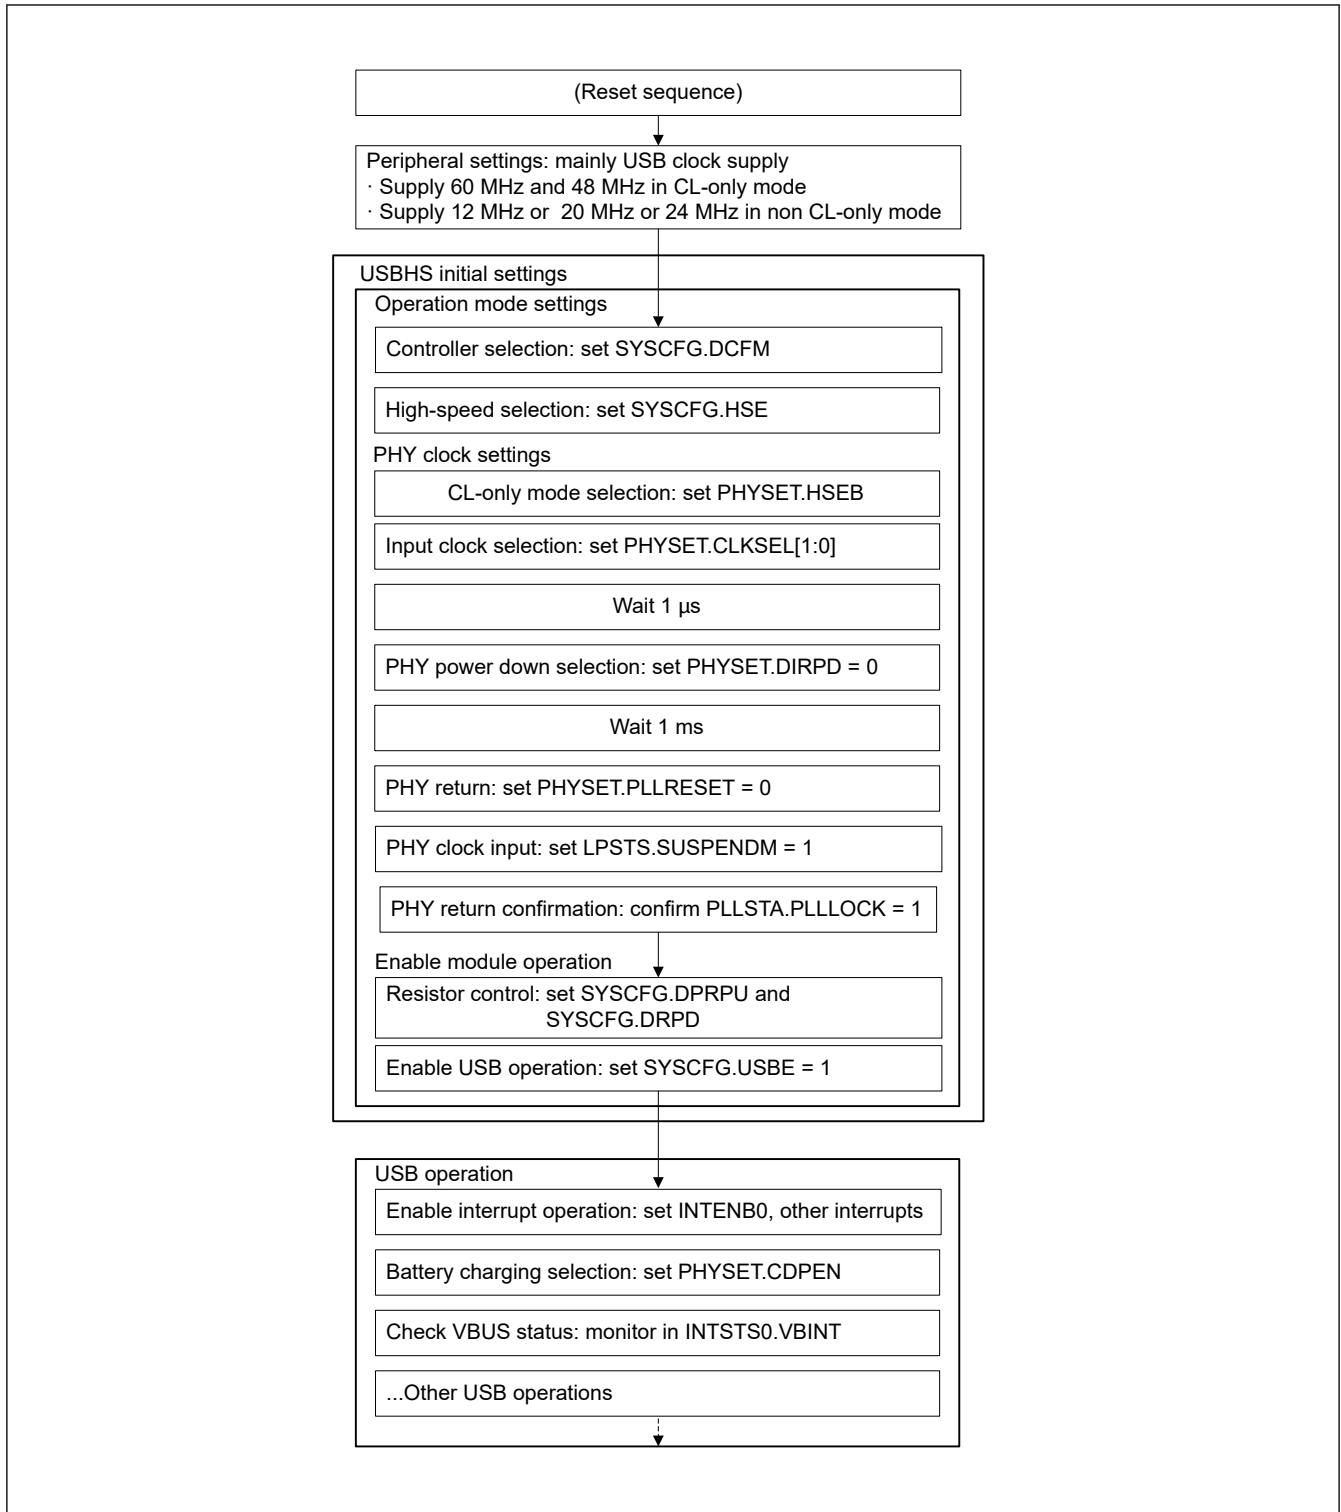 (Reset sequence)
Peripheral settings: mainly USB clock supply
· Supply 60 MHz and 48 MHz in CL-only mode
· Supply 12 MHz or  20 MHz or 24 MHz in non CL-only mode
USBHS initial settings
Operation mode settings
Controller selection: set SYSCFG.DCFM
High-speed selection: set SYSCFG.HSE
PHY clock settings
CL-only mode selection: set PHYSET.HSEB
Input clock selection: set PHYSET.CLKSEL[1:0]
Wait 1 µs
PHY power down selection: set PHYSET.DIRPD = 0
Wait 1 ms
PHY return: set PHYSET.PLLRESET = 0
PHY clock input: set LPSTS.SUSPENDM = 1
PHY return confirmation: confirm PLLSTA.PLLLOCK = 1
Enable module operation
Resistor control: set SYSCFG.DPRPU and
SYSCFG.DRPD
Enable USB operation: set SYSCFG.USBE = 1
USB operation
Enable interrupt operation: set INTENB0, other interrupts
Battery charging selection: set PHYSET.CDPEN
Check VBUS status: monitor in INTSTS0.VBINT
...Other USB operations